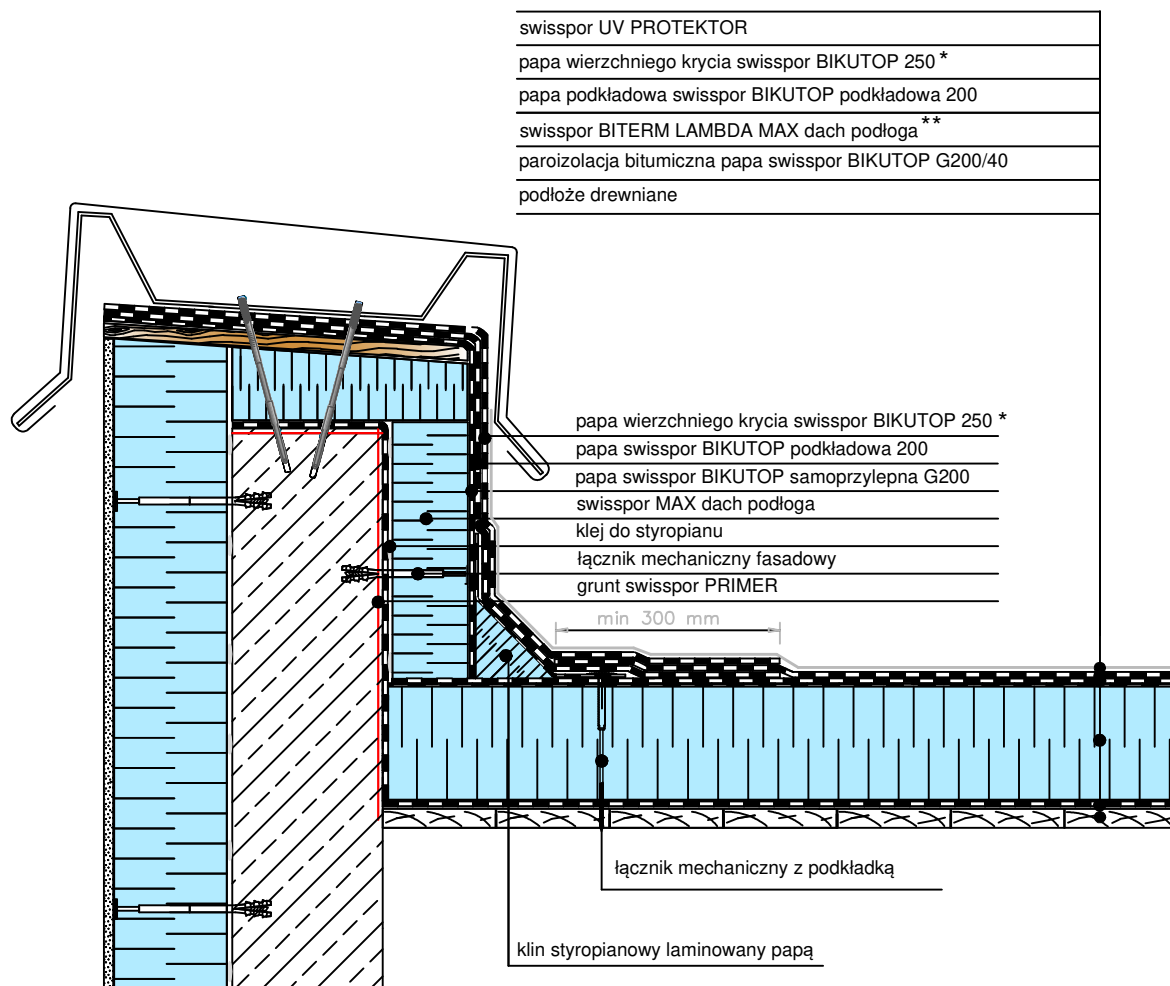 swisspor UV PROTEKTOR
papa wierzchniego krycia swisspor BIKUTOP 250 *
papa podkładowa swisspor BIKUTOP podkładowa 200
swisspor BITERM LAMBDA MAX dach podłoga **
paroizolacja bitumiczna papa swisspor BIKUTOP G200/40
podłoże drewniane
papa wierzchniego krycia swisspor BIKUTOP 250 *
papa swisspor BIKUTOP podkładowa 200
papa swisspor BIKUTOP samoprzylepna G200
swisspor MAX dach podłoga
klej do styropianu
łącznik mechaniczny fasadowy
grunt swisspor PRIMER
min 300 mm
łącznik mechaniczny z podkładką
klin styropianowy laminowany papą